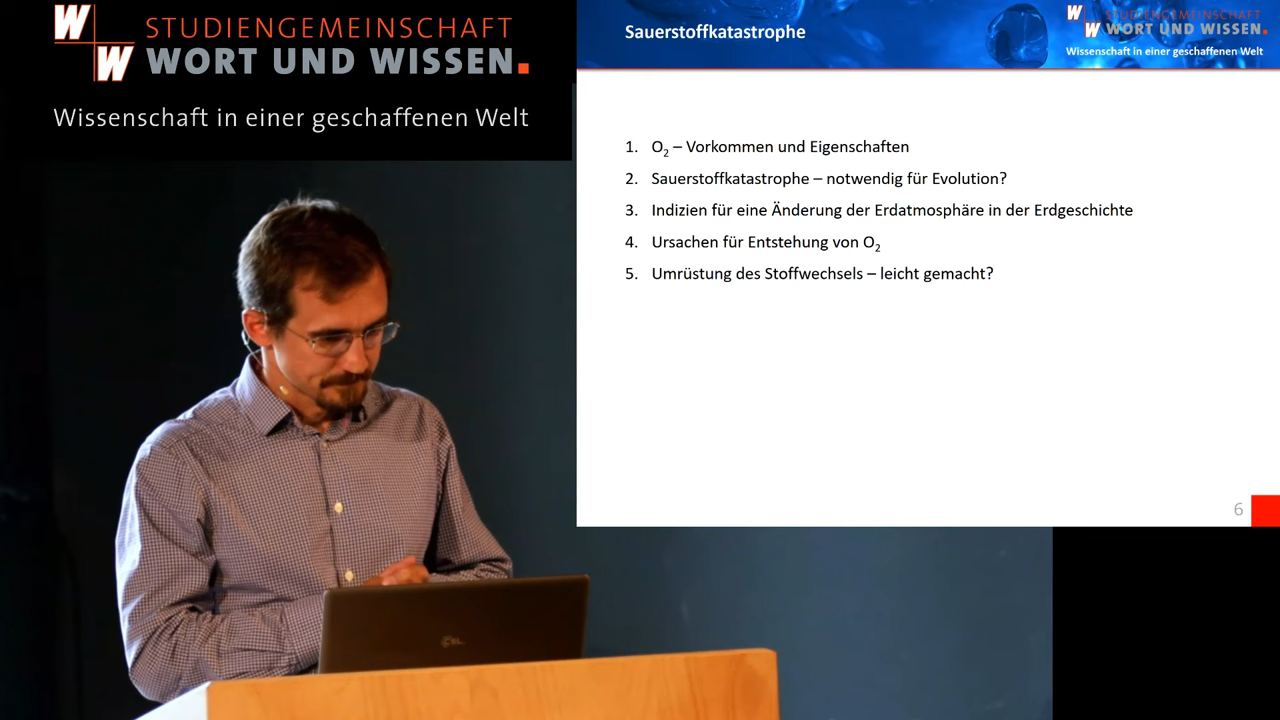 STUDIENGEMEINSCHAFT
WORT UND WISSEN.
Wissenschaft in einer geschaffenen Welt
Sauerstoffkatastrophe
STUDIENGEMEINSCHAFT
WORT UND WISSEN.
Wissenschaft in einer geschaffenen Welt
1. O₂ – Vorkommen und Eigenschaften
2. Sauerstoffkatastrophe – notwendig für Evolution?
3. Indizien für eine Änderung der Erdatmosphäre in der Erdgeschichte
4. Ursachen für Entstehung von O₂
5. Umrüstung des Stoffwechsels – leicht gemacht?
6